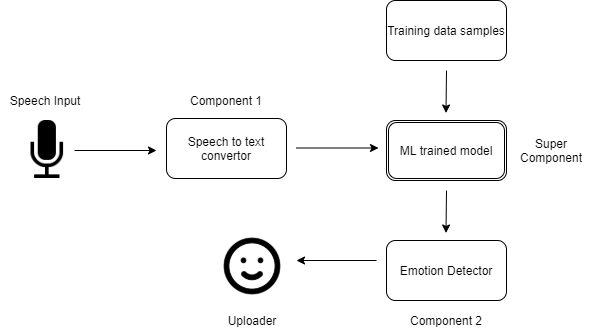 Training data samples
Speech Input
Component 1
Speech to text
convertor
ML trained model
Super
Component
Emotion Detector
Uploader
Component 2